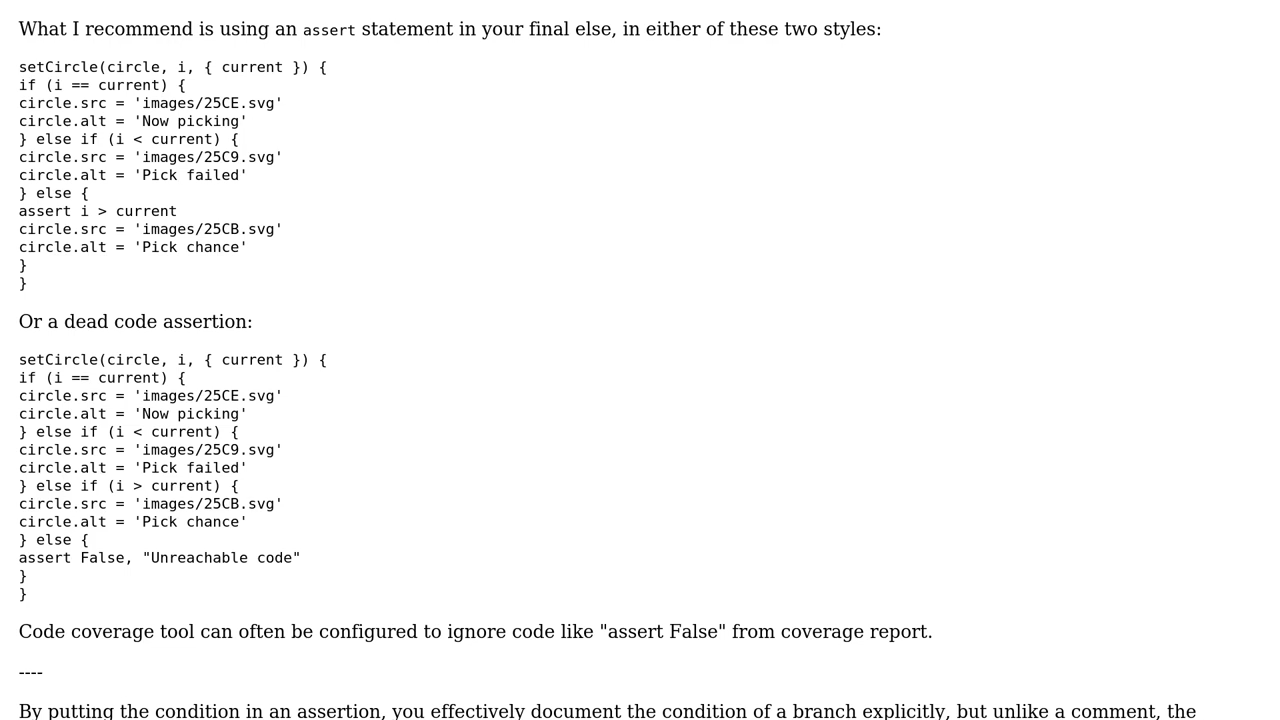 What I recommend is using an assert statement in your final else, in either of these two styles:
setCircle(circle, i, { current }) {
if (i == current) {
circle.src = 'images/25CE.svg'
circle.alt = 'Now picking'
} else if (i < current) {
circle.src = 'images/25C9.svg'
circle.alt = 'Pick failed'
} else {
assert i > current
circle.src = 'images/25CB.svg'
circle.alt = 'Pick chance'
}
}
Or a dead code assertion:
setCircle(circle, i, { current }) {
if (i == current) {
circle.src = 'images/25CE.svg'
circle.alt = 'Now picking'
} else if (i < current) {
circle.src = 'images/25C9.svg'
circle.alt = 'Pick failed'
} else if (i > current) {
circle.src = 'images/25CB.svg'
circle.alt = 'Pick chance'
} else {
assert False, "Unreachable code"
}
}
Code coverage tool can often be configured to ignore code like "assert False" from coverage report.
----
By putting the condition in an assertion, you effectively document the condition of a branch explicitly, but unlike a comment, the